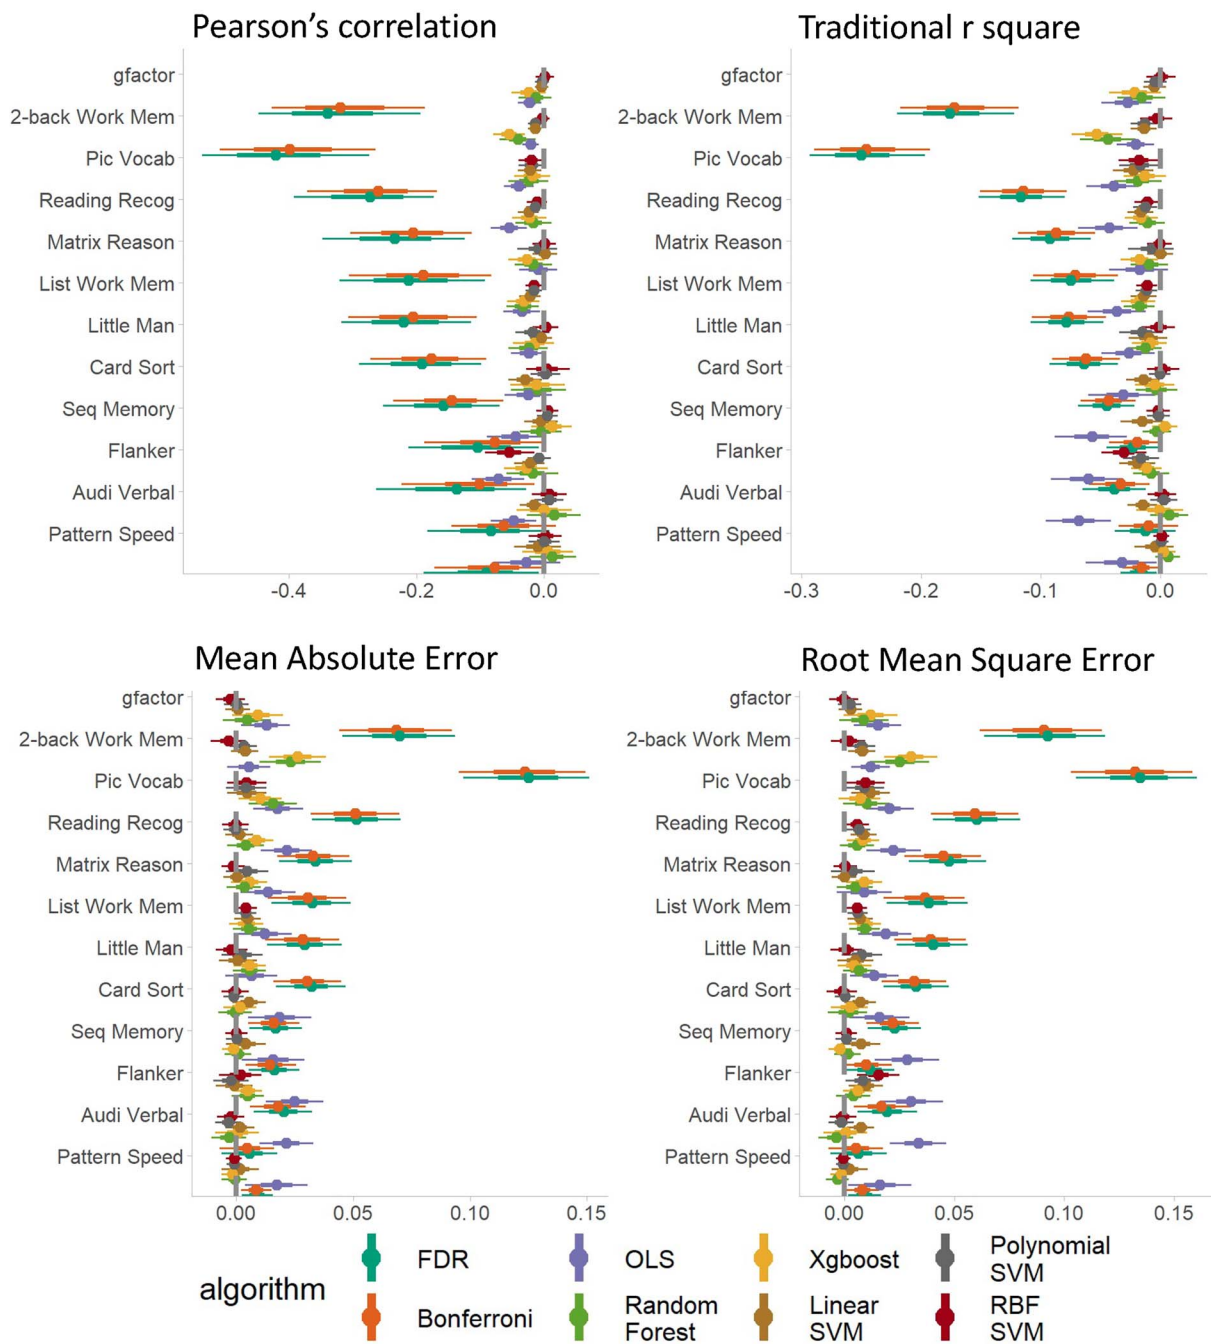 Pearson’s correlation
gfactor
2-back Work Mem
Pic Vocab
Reading Recog
Matrix Reason
List Work Mem
Little Man
Card Sort
Seq Memory
Flanker
Audi Verbal
Pattern Speed
-0.4 -0.2 0.0
Traditional r square
gfactor
2-back Work Mem
Pic Vocab
Reading Recog
Matrix Reason
List Work Mem
Little Man
Card Sort
Seq Memory
Flanker
Audi Verbal
Pattern Speed
-0.3 -0.2 -0.1 0.0
Mean Absolute Error
gfactor
2-back Work Mem
Pic Vocab
Reading Recog
Matrix Reason
List Work Mem
Little Man
Card Sort
Seq Memory
Flanker
Audi Verbal
Pattern Speed
0.00 0.05 0.10 0.15
Root Mean Square Error
gfactor
2-back Work Mem
Pic Vocab
Reading Recog
Matrix Reason
List Work Mem
Little Man
Card Sort
Seq Memory
Flanker
Audi Verbal
Pattern Speed
0.00 0.05 0.10 0.15
algorithm
FDR
Bonferroni
OLS
Random
Forest
Xgboost
Linear
SVM
Polynomial
SVM
RBF
SVM